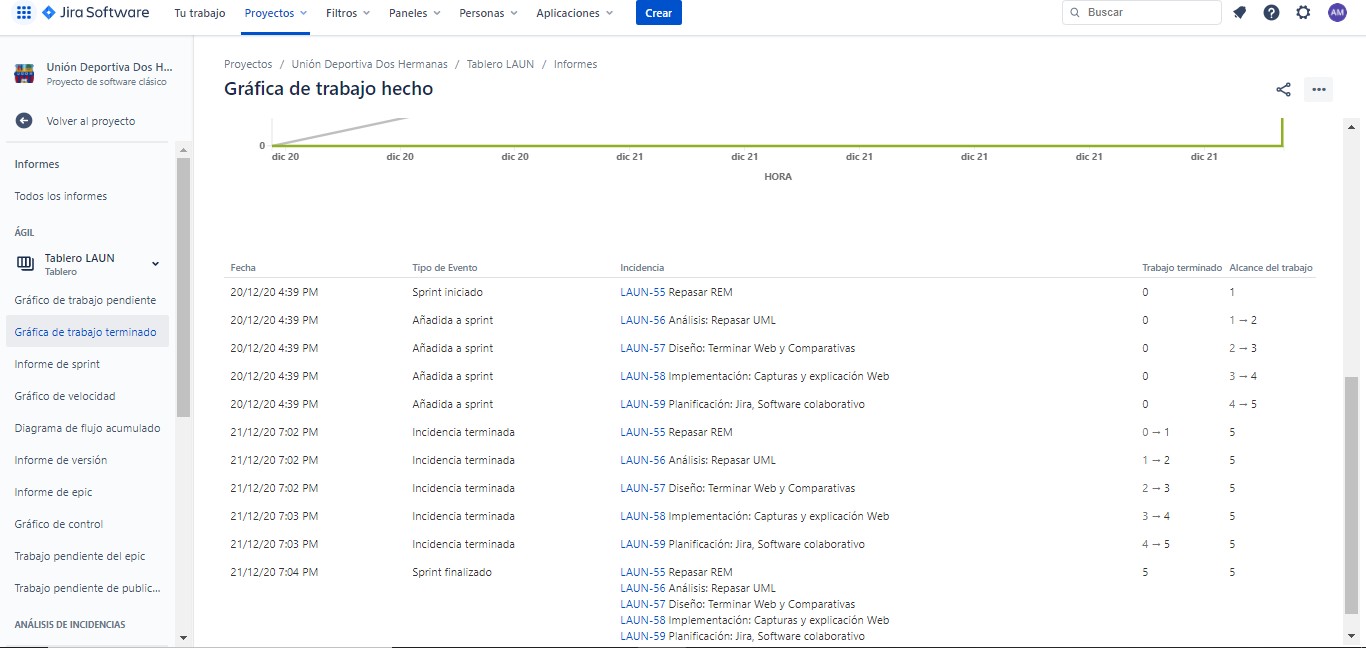 Jira Software Tu trabajo Proyectos Filtros Paneles Personas Aplicaciones Crear Buscar AM
Unión Deportiva Dos H...
Proyecto de software clásico
Volver al proyecto
Informes
Todos los informes
ÁGIL
Tablero LAUN
Tablero
Gráfico de trabajo pendiente
Gráfica de trabajo terminado
Informe de sprint
Gráfico de velocidad
Diagrama de flujo acumulado
Informe de versión
Informe de epic
Gráfico de control
Trabajo pendiente del epic
Trabajo pendiente de public...
ANÁLISIS DE INCIDENCIAS
Proyectos / Unión Deportiva Dos Hermanas / Tablero LAUN / Informes
Gráfica de trabajo hecho
0
dic 20 dic 20 dic 20 dic 21 dic 21 dic 21 dic 21 dic 21 dic 21
HORA
Fecha Tipo de Evento Incidencia Trabajo terminado Alcance del trabajo
20/12/20 4:39 PM Sprint iniciado LAUN-55 Repasar REM 0 1
20/12/20 4:39 PM Añadida a sprint LAUN-56 Análisis: Repasar UML 0 1 → 2
20/12/20 4:39 PM Añadida a sprint LAUN-57 Diseño: Terminar Web y Comparativas 0 2 → 3
20/12/20 4:39 PM Añadida a sprint LAUN-58 Implementación: Capturas y explicación Web 0 3 → 4
20/12/20 4:39 PM Añadida a sprint LAUN-59 Planificación: Jira, Software colaborativo 0 4 → 5
21/12/20 7:02 PM Incidencia terminada LAUN-55 Repasar REM 0 → 1 5
21/12/20 7:02 PM Incidencia terminada LAUN-56 Análisis: Repasar UML 1 → 2 5
21/12/20 7:02 PM Incidencia terminada LAUN-57 Diseño: Terminar Web y Comparativas 2 → 3 5
21/12/20 7:03 PM Incidencia terminada LAUN-58 Implementación: Capturas y explicación Web 3 → 4 5
21/12/20 7:03 PM Incidencia terminada LAUN-59 Planificación: Jira, Software colaborativo 4 → 5 5
21/12/20 7:04 PM Sprint finalizado LAUN-55 Repasar REM 5 5
LAUN-56 Análisis: Repasar UML
LAUN-57 Diseño: Terminar Web y Comparativas
LAUN-58 Implementación: Capturas y explicación Web
LAUN-59 Planificación: Jira, Software colaborativo